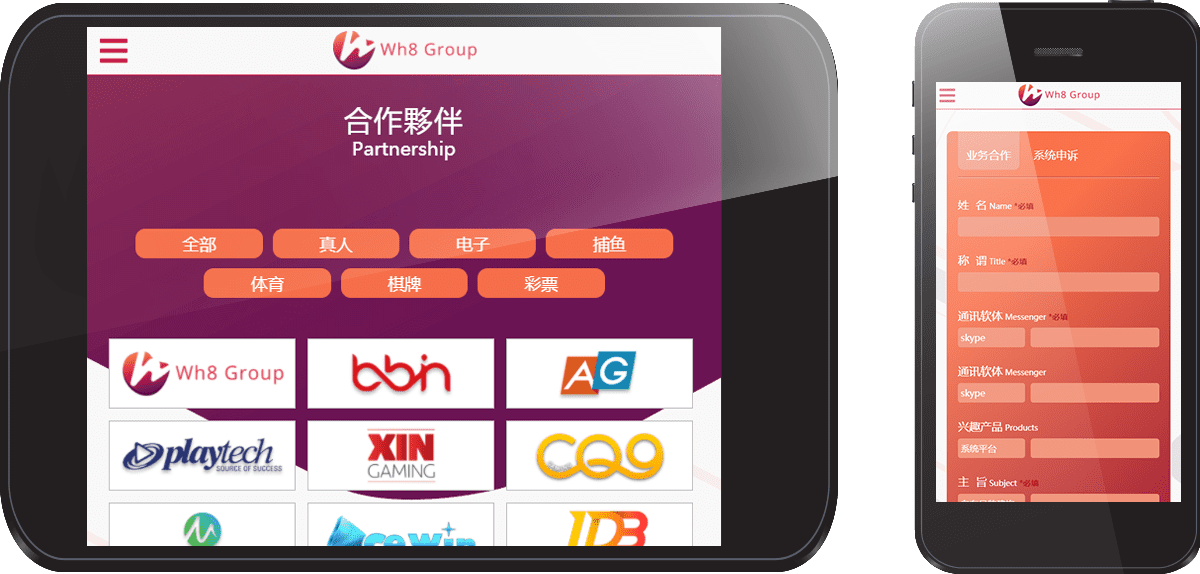 Wh8 Group
合作夥伴
Partnership
全部 真人 电子 捕鱼
体育 棋牌 彩票
Wh8 Group
bbin
AG
playtech
SOURCE OF SUCCESS
XIN
GAMING
CQ9
JDB
Wh8 Group
业务合作 系统申诉
姓 名 Name *必填
称 谓 Title *必填
通讯软体 Messenger *必填
skype
通讯软体 Messenger
skype
兴趣产品 Products
系统平台
主 旨 Subject *必填